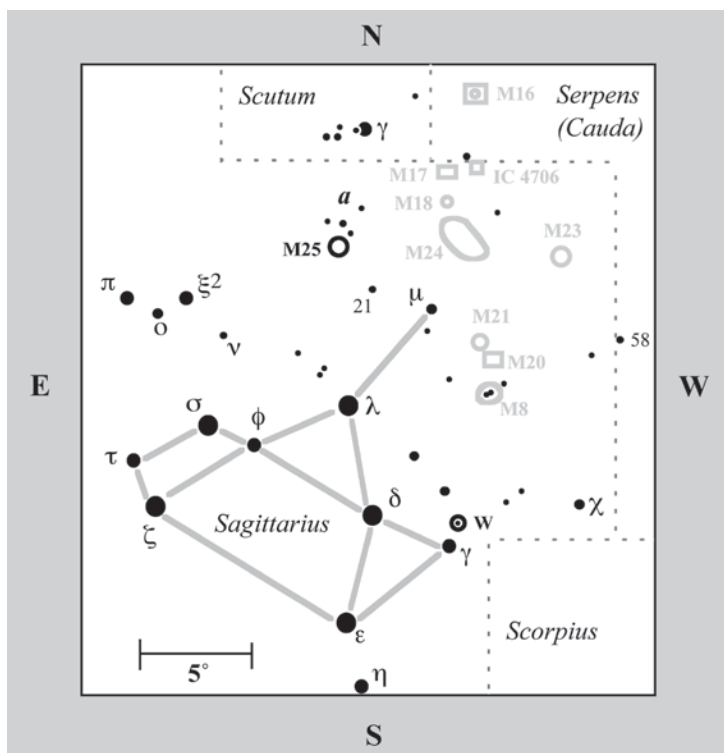 N
Scutum
M16
Serpens
(Cauda)
γ
M17
IC 4706
a
M18
M25
M24
M23
π
ξ2
ο
21
μ
ν
M21
58
M20
E
W
M8
σ
φ
λ
τ
δ
w
χ
ζ
Sagittarius
γ
ε
Scorpius
5°
η
S